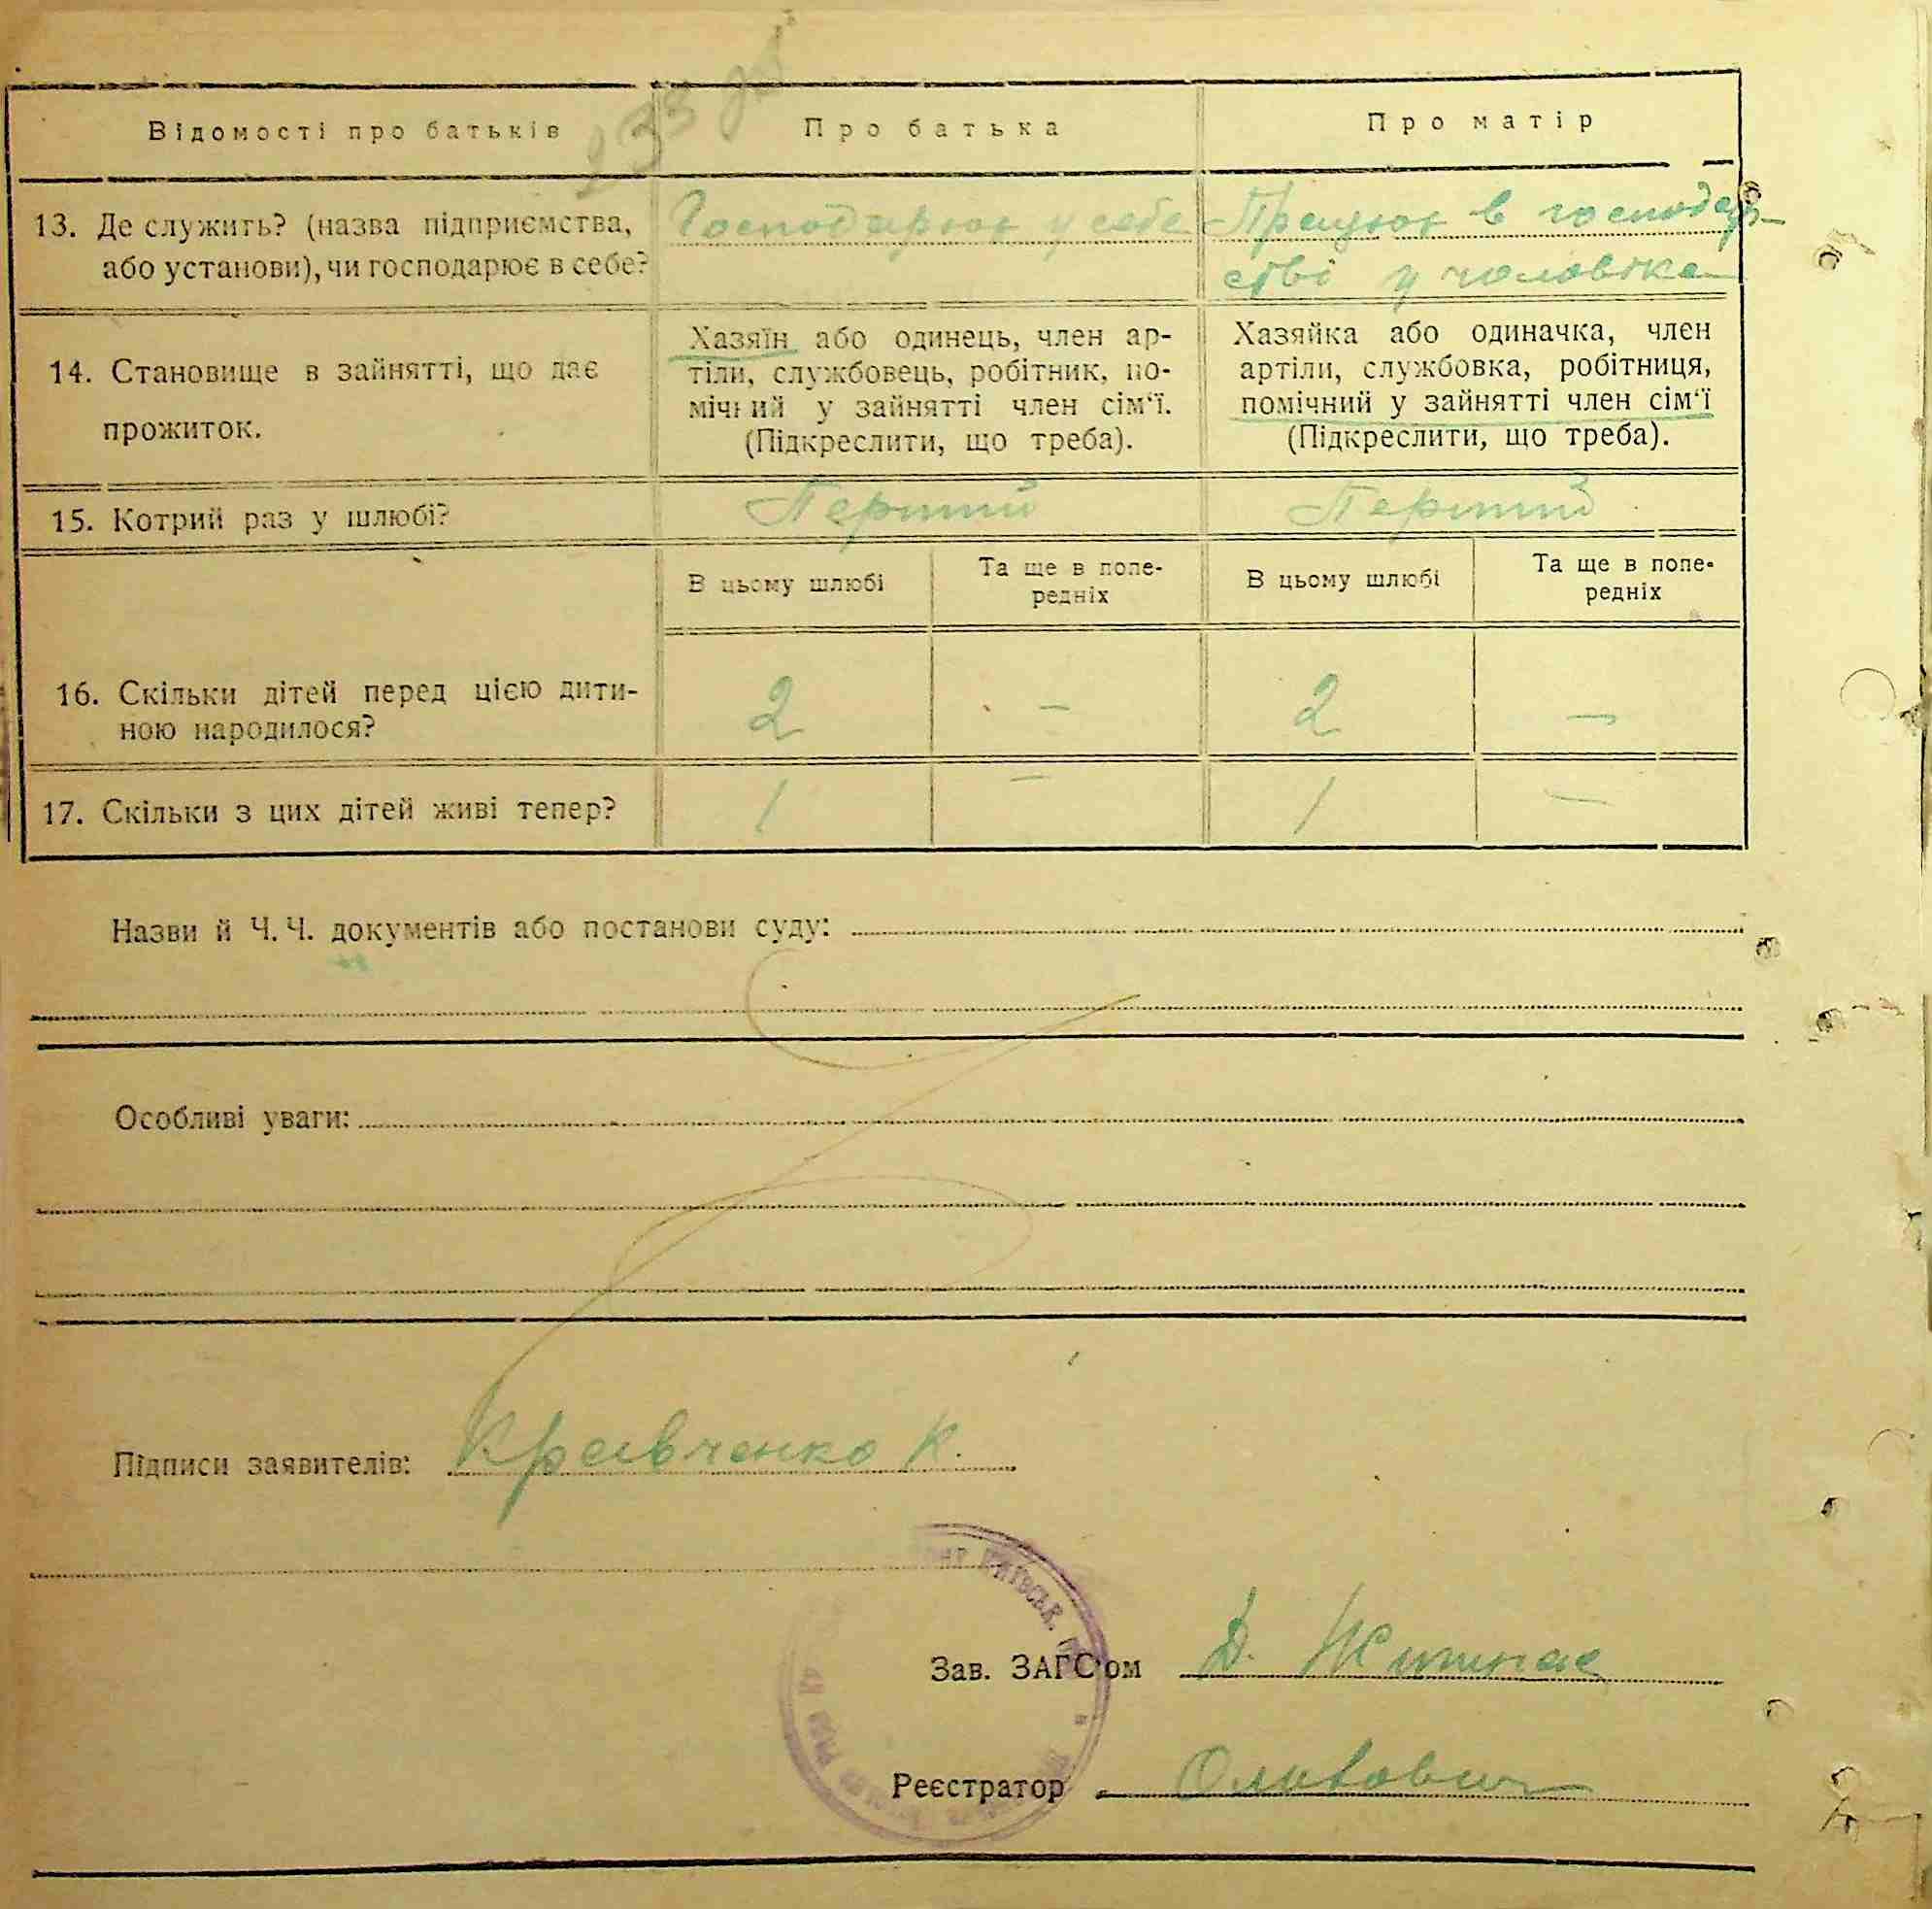 233
Відомості про батьків
Про батька
Про матір
13. Де служить? (назва підприємства,
або установи), чи господарює в себе?
Господарює у себе
Працює в господар-
стві у чоловіка
14. Становище в зайнятті, що дає
прожиток.
Хазяїн або одинець, член ар-
тіли, службовець, робітник, по-
мічний у зайнятті член сім'ї.
(Підкреслити, що треба).
Хазяйка або одиначка, член
артіли, службовка, робітниця,
помічний у зайнятті член сім'ї
(Підкреслити, що треба).
15. Котрий раз у шлюбі?
Перший
Перший
В цьому шлюбі
Та ще в попе-
редніх
В цьому шлюбі
Та ще в попе-
редніх
16. Скільки дітей перед цією дити-
ною народилося?
2
–
2
–
17. Скільки з цих дітей живі тепер?
1
–
1
–
Назви й Ч. Ч. документів або постанови суду:
Особливі уваги:
Підписи заявителів: Кравченко К.
Зав. ЗАГС'ом Д.
Реєстратор